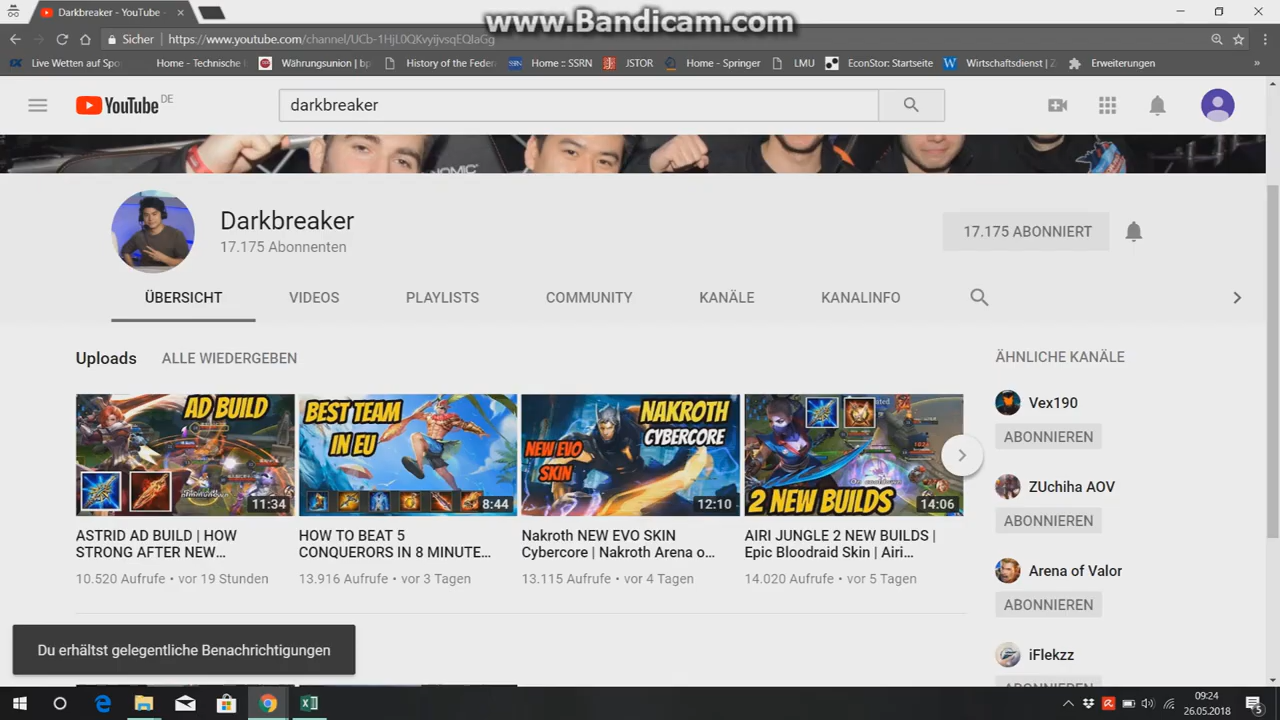 www.Bandicam.com
Darkbreaker - YouTube -
Sicher
https://www.youtube.com/channel/UCb-1HjL0QKvyijvsqEQIaGg
Live Wetten auf Spo
Home - Technische
Währungsunion | bp
History of the Feder
Home :: SSRN
JSTOR
Home - Springer
LMU
EconStor: Startseite
Wirtschaftsdienst | Z
Erweiterungen
YouTube DE
darkbreaker
Darkbreaker
17.175 Abonnenten
17.175 ABONNIERT
ÜBERSICHT
VIDEOS
PLAYLISTS
COMMUNITY
KANÄLE
KANALINFO
Uploads
ALLE WIEDERGEBEN
AD BUILD
11:34
ASTRID AD BUILD | HOW
STRONG AFTER NEW...
10.520 Aufrufe • vor 19 Stunden
BEST TEAM
IN EU
8:44
HOW TO BEAT 5
CONQUERORS IN 8 MINUTE...
13.916 Aufrufe • vor 3 Tagen
NAKROTH
CYBERCORE
NEW EVO
SKIN
12:10
Nakroth NEW EVO SKIN
Cybercore | Nakroth Arena o...
13.115 Aufrufe • vor 4 Tagen
2 NEW BUILDS
14:06
AIRI JUNGLE 2 NEW BUILDS |
Epic Bloodraid Skin | Airi...
14.020 Aufrufe • vor 5 Tagen
ÄHNLICHE KANÄLE
Vex190
ABONNIEREN
ZUchiha AOV
ABONNIEREN
Arena of Valor
ABONNIEREN
iFlekzz
ABONNIEREN
Du erhältst gelegentliche Benachrichtigungen
09:24
26.05.2018
5